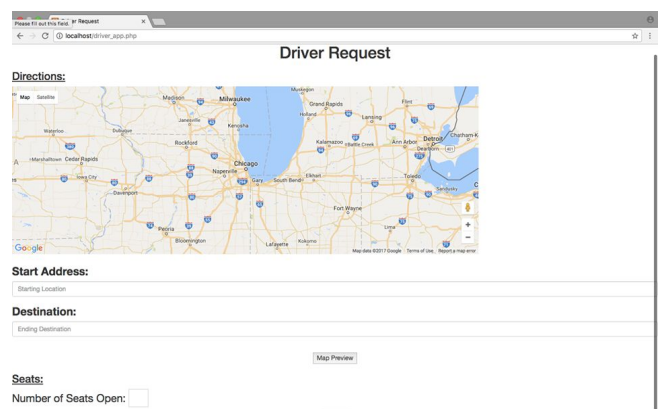 Please fill out this field.
er Request
localhost/driver_app.php
Driver Request
Directions:
Map Satellite
Muskegon
Madison Milwaukee
Grand Rapids
Flint
Holland
Lansing
Janesville
Kenosha
Waterloo
Dubuque
Rockford
Kalamazoo
Battle Creek
Ann Arbor
Detroit
Dearborn
Chatham-K
401
Marshalltown
Cedar Rapids
Chicago
Naperville
Iowa City
Gary
South Bend
Elkhart
Toledo
Sandusky
Davenport
Fort Wayne
Peoria
Lima
Bloomington
Lafayette
Kokomo
Google
Map data ©2017 Google Terms of Use Report a map error
Start Address:
Starting Location
Destination:
Ending Destination
Map Preview
Seats:
Number of Seats Open: